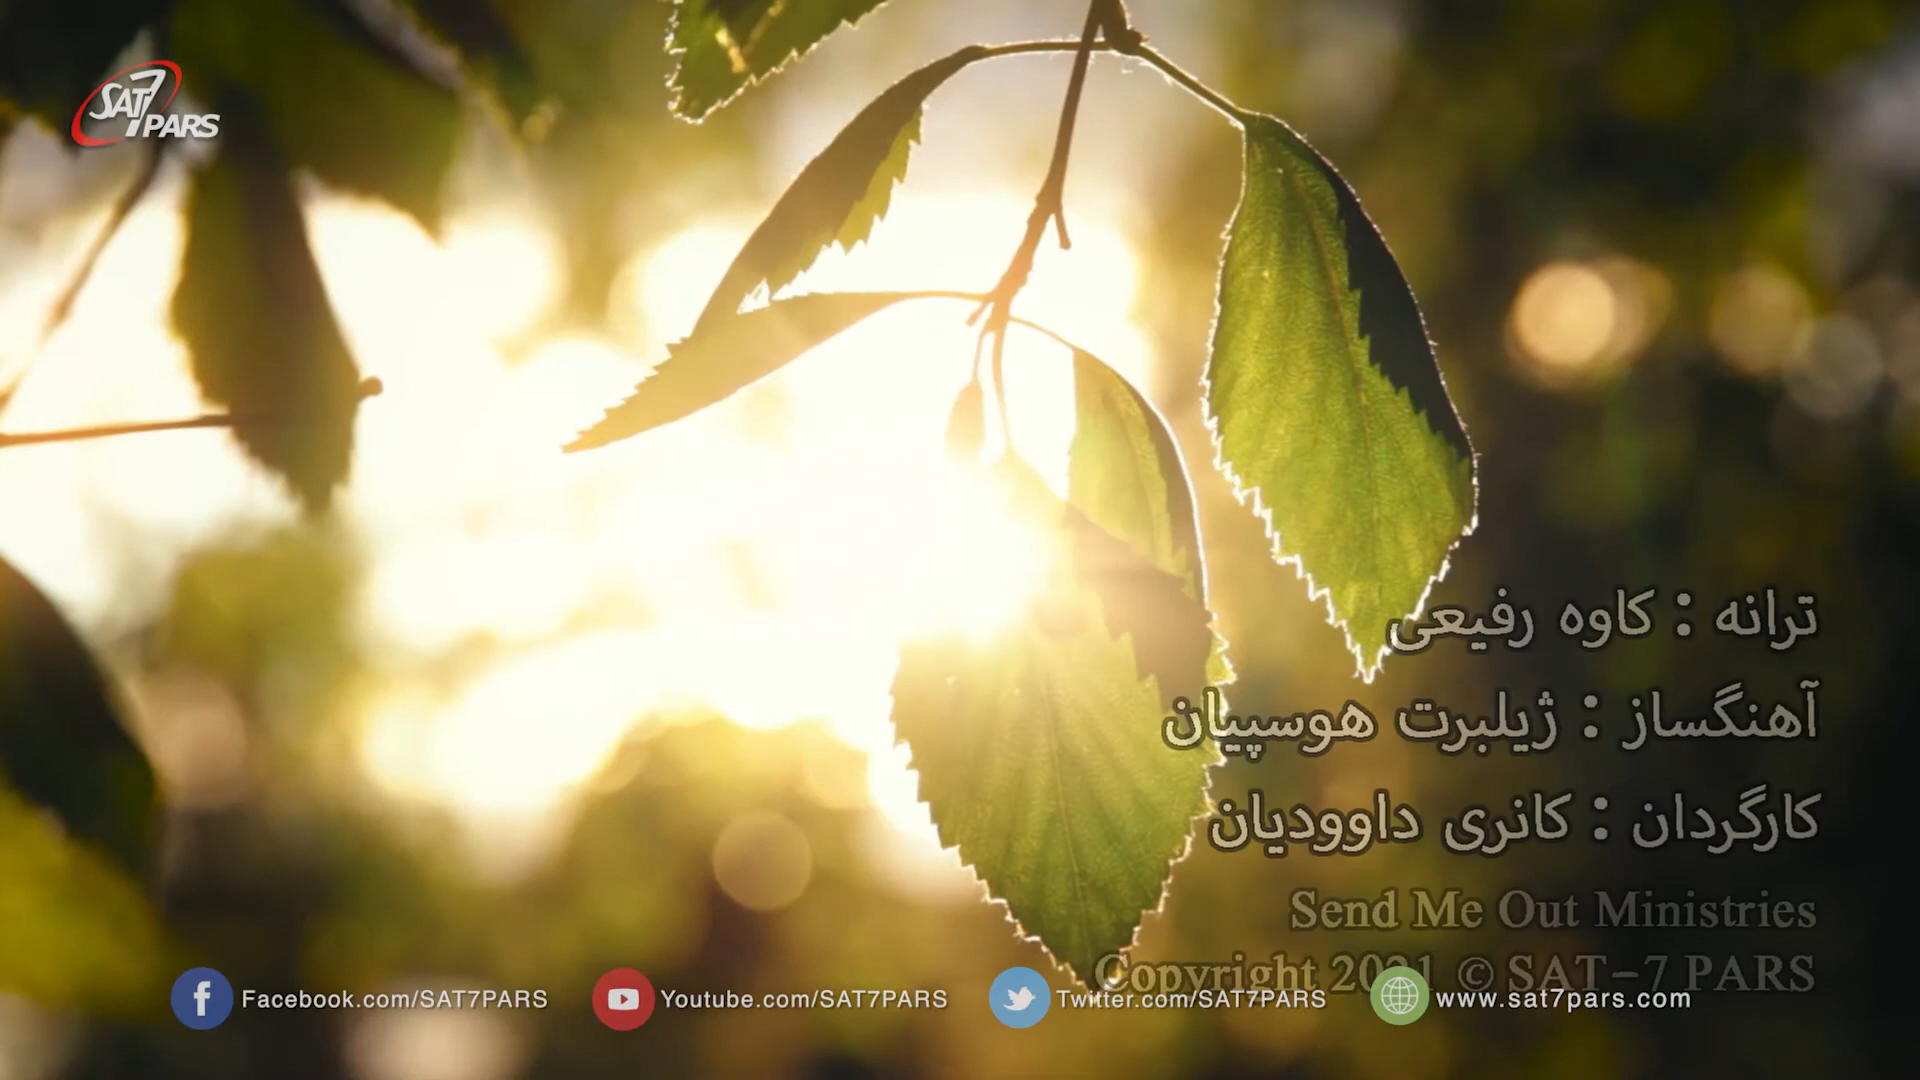 SAT7 PARS
ترانه : کاوه رفیعی
آهنگساز : ژیلبرت هوسپیان
کارگردان : کانری داوودیان
Send Me Out Ministries
Copyright 2021 © SAT-7 PARS
Facebook.com/SAT7PARS
Youtube.com/SAT7PARS
Twitter.com/SAT7PARS
www.sat7pars.com